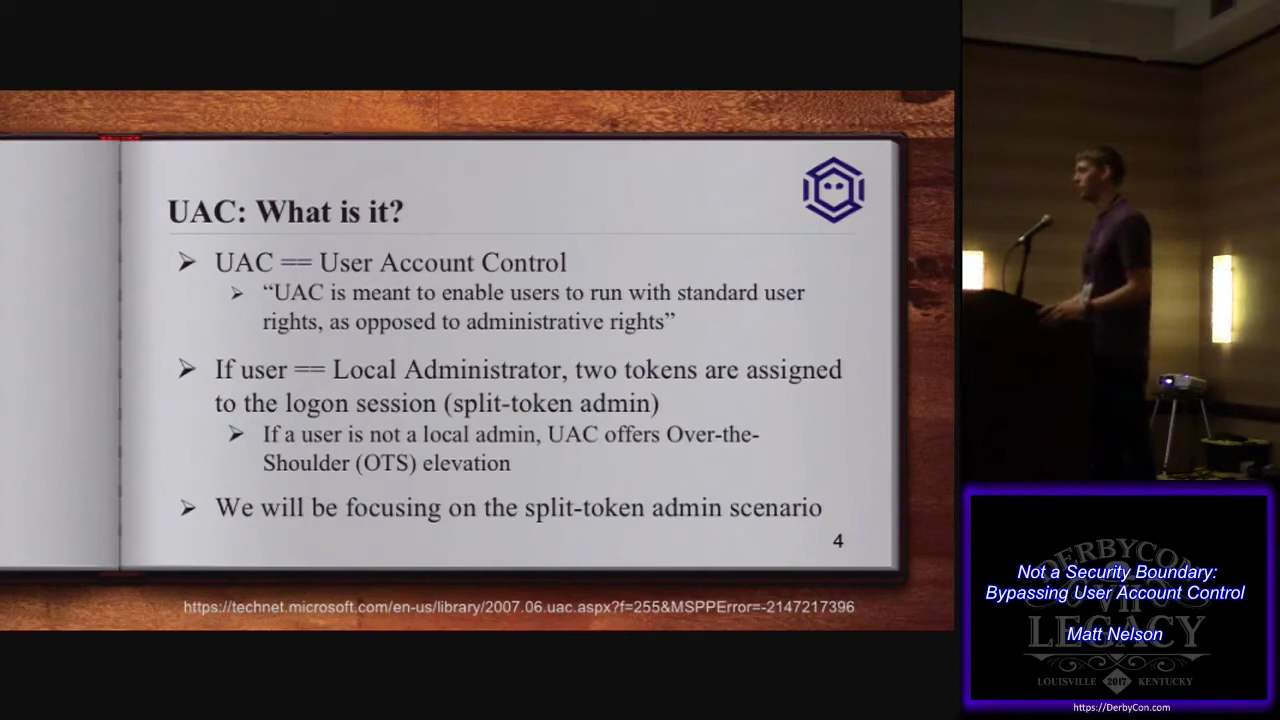 UAC: What is it?
➢ UAC == User Account Control
➢ “UAC is meant to enable users to run with standard user
rights, as opposed to administrative rights”
➢ If user == Local Administrator, two tokens are assigned
to the logon session (split-token admin)
➢ If a user is not a local admin, UAC offers Over-the-
Shoulder (OTS) elevation
➢ We will be focusing on the split-token admin scenario
4
https://technet.microsoft.com/en-us/library/2007.06.uac.aspx?f=255&MSPPError=-2147217396
Not a Security Boundary:
Bypassing User Account Control
Matt Nelson
DERBYCON
VII
LEGACY
LOUISVILLE 2017 KENTUCKY
https://DerbyCon.com